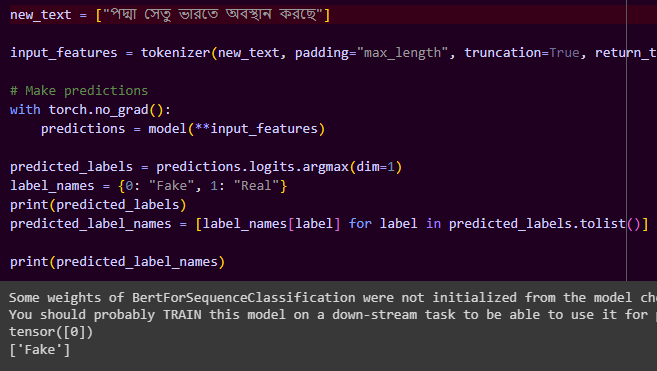 new_text = ["পদ্মা সেতু ভারতে অবস্থান করছে"]
input_features = tokenizer(new_text, padding="max_length", truncation=True, return_t
# Make predictions
with torch.no_grad():
    predictions = model(**input_features)
predicted_labels = predictions.logits.argmax(dim=1)
label_names = {0: "Fake", 1: "Real"}
print(predicted_labels)
predicted_label_names = [label_names[label] for label in predicted_labels.tolist()]
print(predicted_label_names)
Some weights of BertForSequenceClassification were not initialized from the model che
You should probably TRAIN this model on a down-stream task to be able to use it for p
tensor([0])
['Fake']